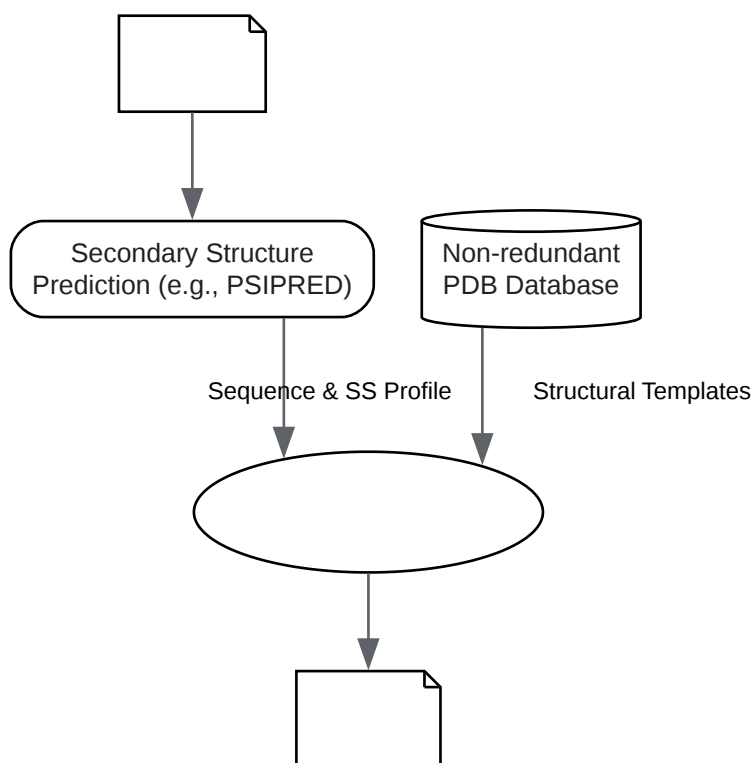 Secondary Structure
Prediction (e.g., PSIPRED)
Non-redundant
PDB Database
Sequence & SS Profile
Structural Templates